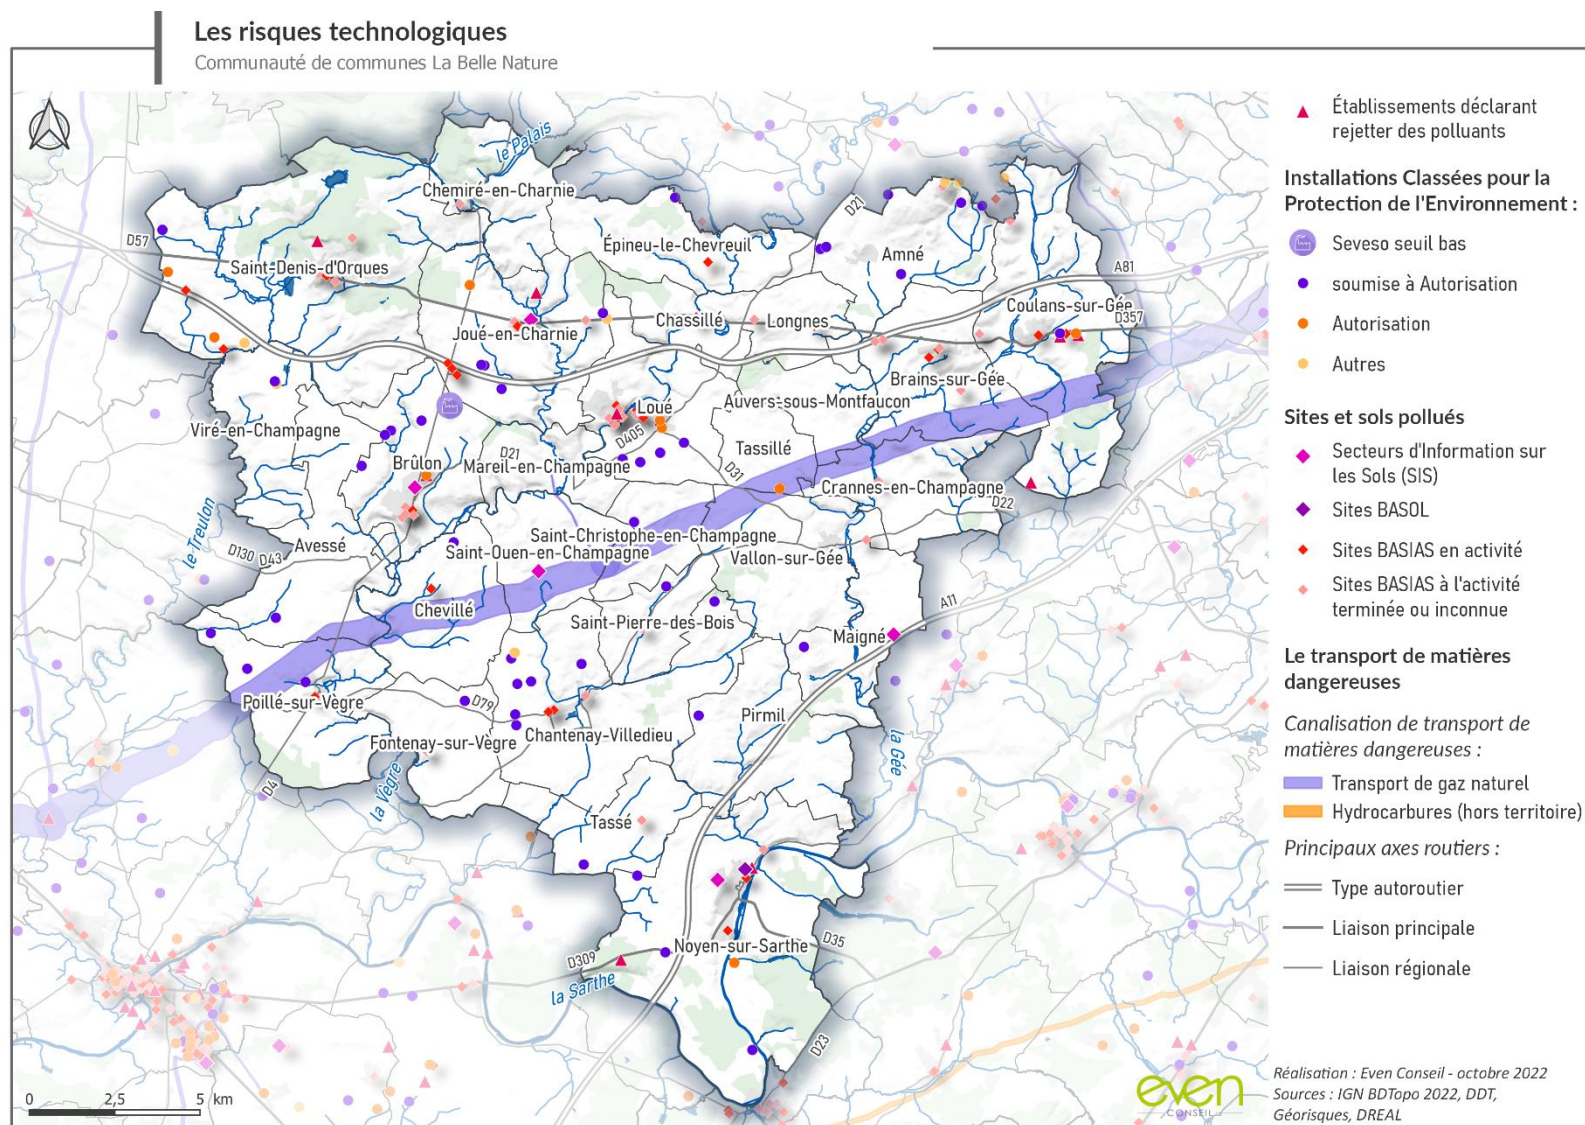 Les risques technologiques
Communauté de communes La Belle Nature
le Palais
Chemiré-en-Charnie
D21
D57
Épineu-le-Chevreuil
Amné
Saint-Denis-d'Orques
A81
Coulans-sur-Gée
D357
Joué-en-Charnie
Chassillé
Longnes
Brains-sur-Gée
Loué
Auvers-sous-Montfaucon
Viré-en-Champagne
D405
D21
Tassillé
Brûlon
Mareil-en-Champagne
D31
Crannes-en-Champagne
D22
le Treulon
Saint-Christophe-en-Champagne
Avessé
D130
D43
Saint-Ouen-en-Champagne
Vallon-sur-Gée
Chevillé
A11
Saint-Pierre-des-Bois
Maigné
Poillé-sur-Vègre
D79
Pirmil
Fontenay-sur-Vègre
Chantenay-Villedieu
la Gée
D4
la Vègre
Tassé
Noyen-sur-Sarthe
D35
D309
la Sarthe
D23
0 2,5 5 km
Établissements déclarant
rejetter des polluants
Installations Classées pour la
Protection de l'Environnement :
Seveso seuil bas
soumise à Autorisation
Autorisation
Autres
Sites et sols pollués
Secteurs d'Information sur
les Sols (SIS)
Sites BASOL
Sites BASIAS en activité
Sites BASIAS à l'activité
terminée ou inconnue
Le transport de matières
dangereuses
Canalisation de transport de
matières dangereuses :
Transport de gaz naturel
Hydrocarbures (hors territoire)
Principaux axes routiers :
Type autoroutier
Liaison principale
Liaison régionale
even
CONSEIL
Réalisation : Even Conseil - octobre 2022
Sources : IGN BDTopo 2022, DDT,
Géorisques, DREAL